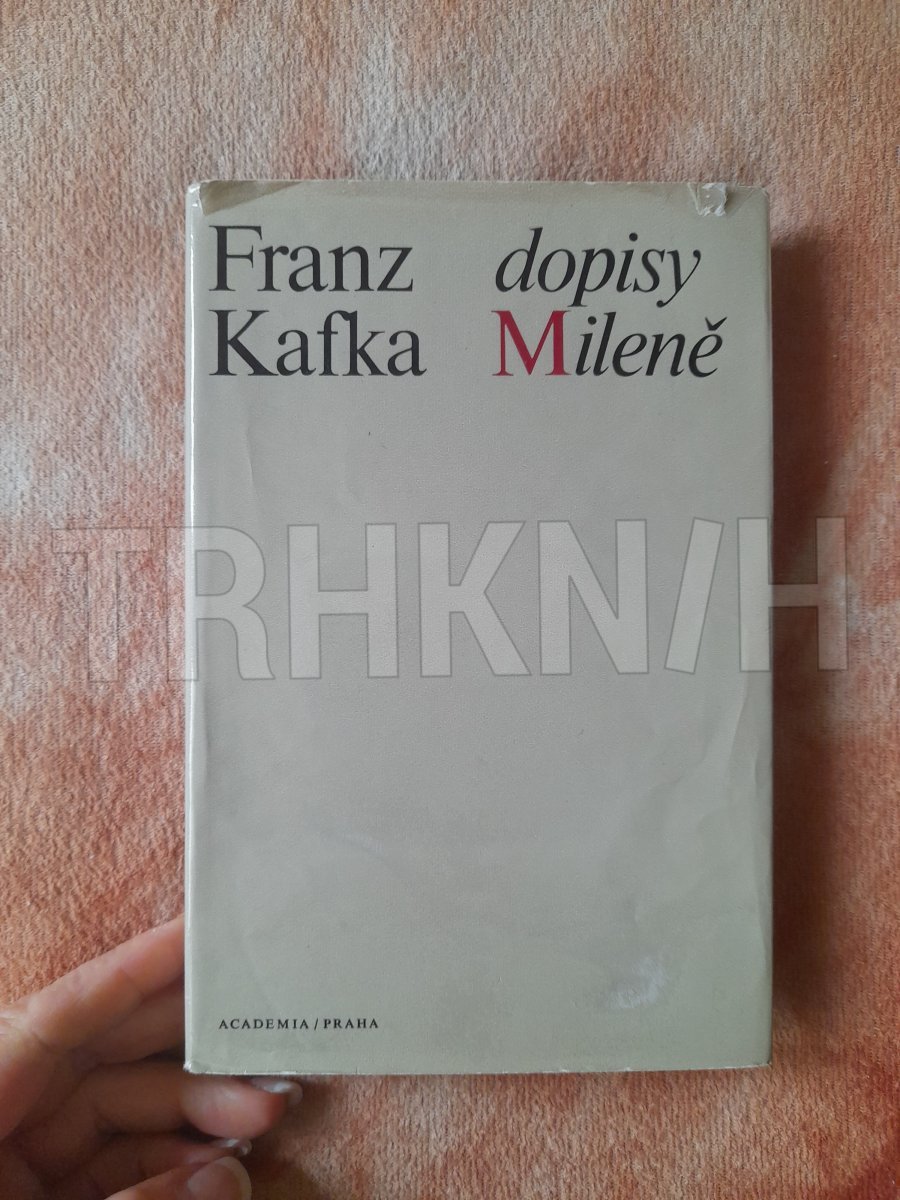 Franz
Kafka
dopisy
Mileně
TRHKNIH
ACADEMIA / PRAHA